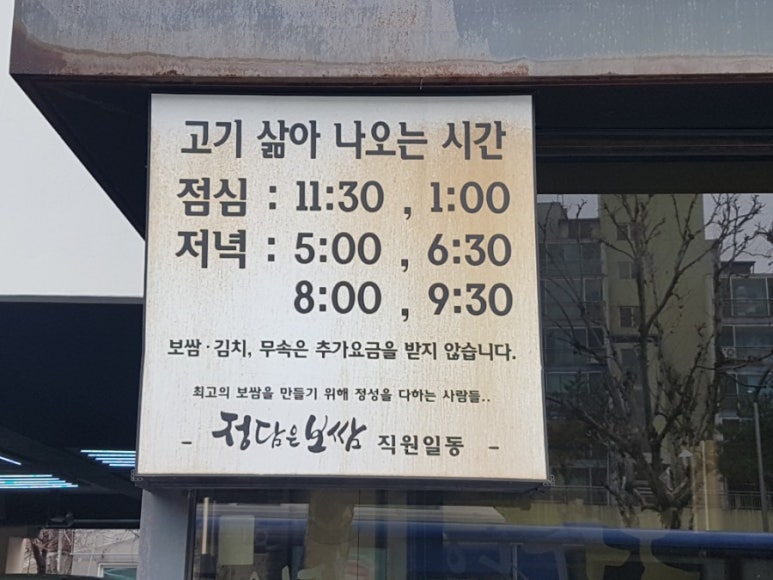 고기 삶아 나오는 시간
점심 : 11:30 , 1:00
저녁 : 5:00 , 6:30
8:00 , 9:30
보쌈·김치, 무속은 추가요금을 받지 않습니다.
최고의 보쌈을 만들기 위해 정성을 다하는 사람들..
- 정담은보쌈 직원일동 -